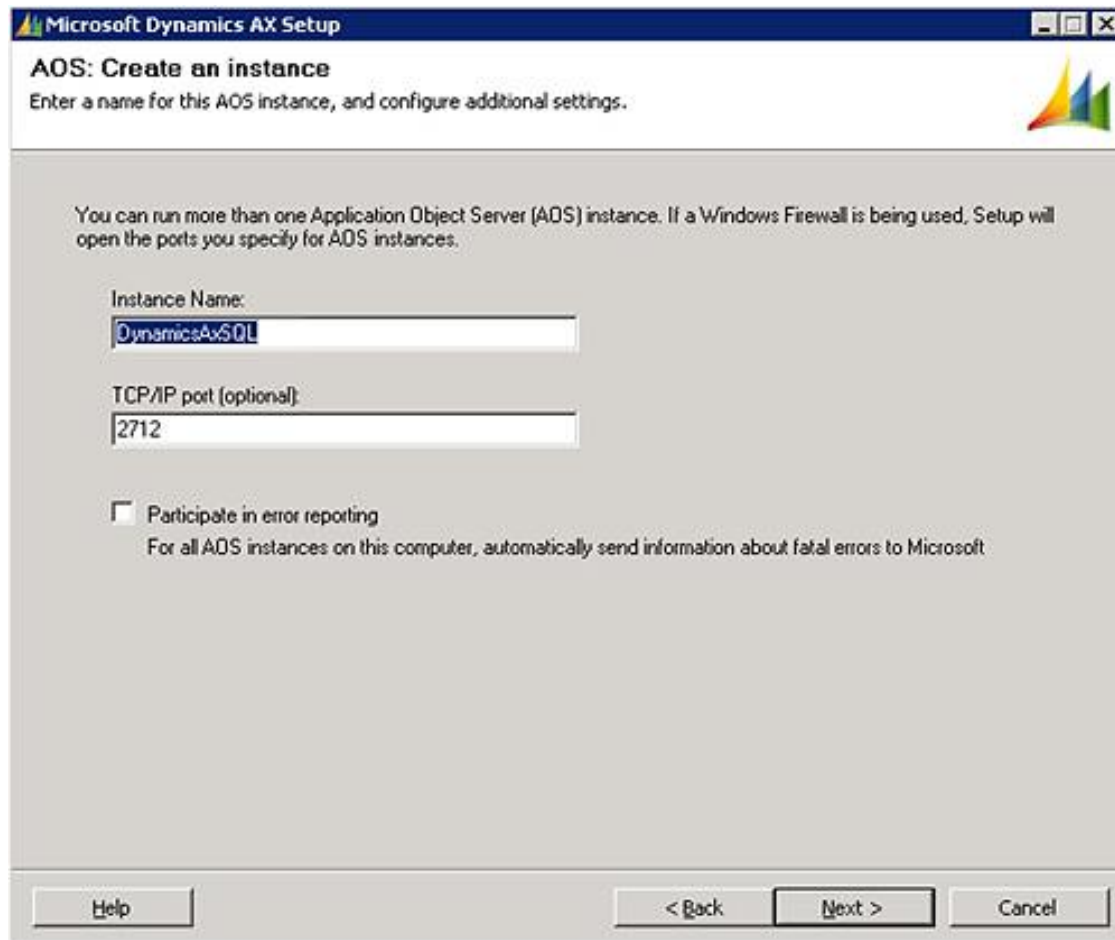 Microsoft Dynamics AX Setup
AOS: Create an instance
Enter a name for this AOS instance, and configure additional settings.
You can run more than one Application Object Server (AOS) instance. If a Windows Firewall is being used, Setup will
open the ports you specify for AOS instances.
Instance Name:
DynamicsAxSQL
TCP/IP port (optional):
2712
Participate in error reporting
For all AOS instances on this computer, automatically send information about fatal errors to Microsoft
Help
< Back
Next >
Cancel